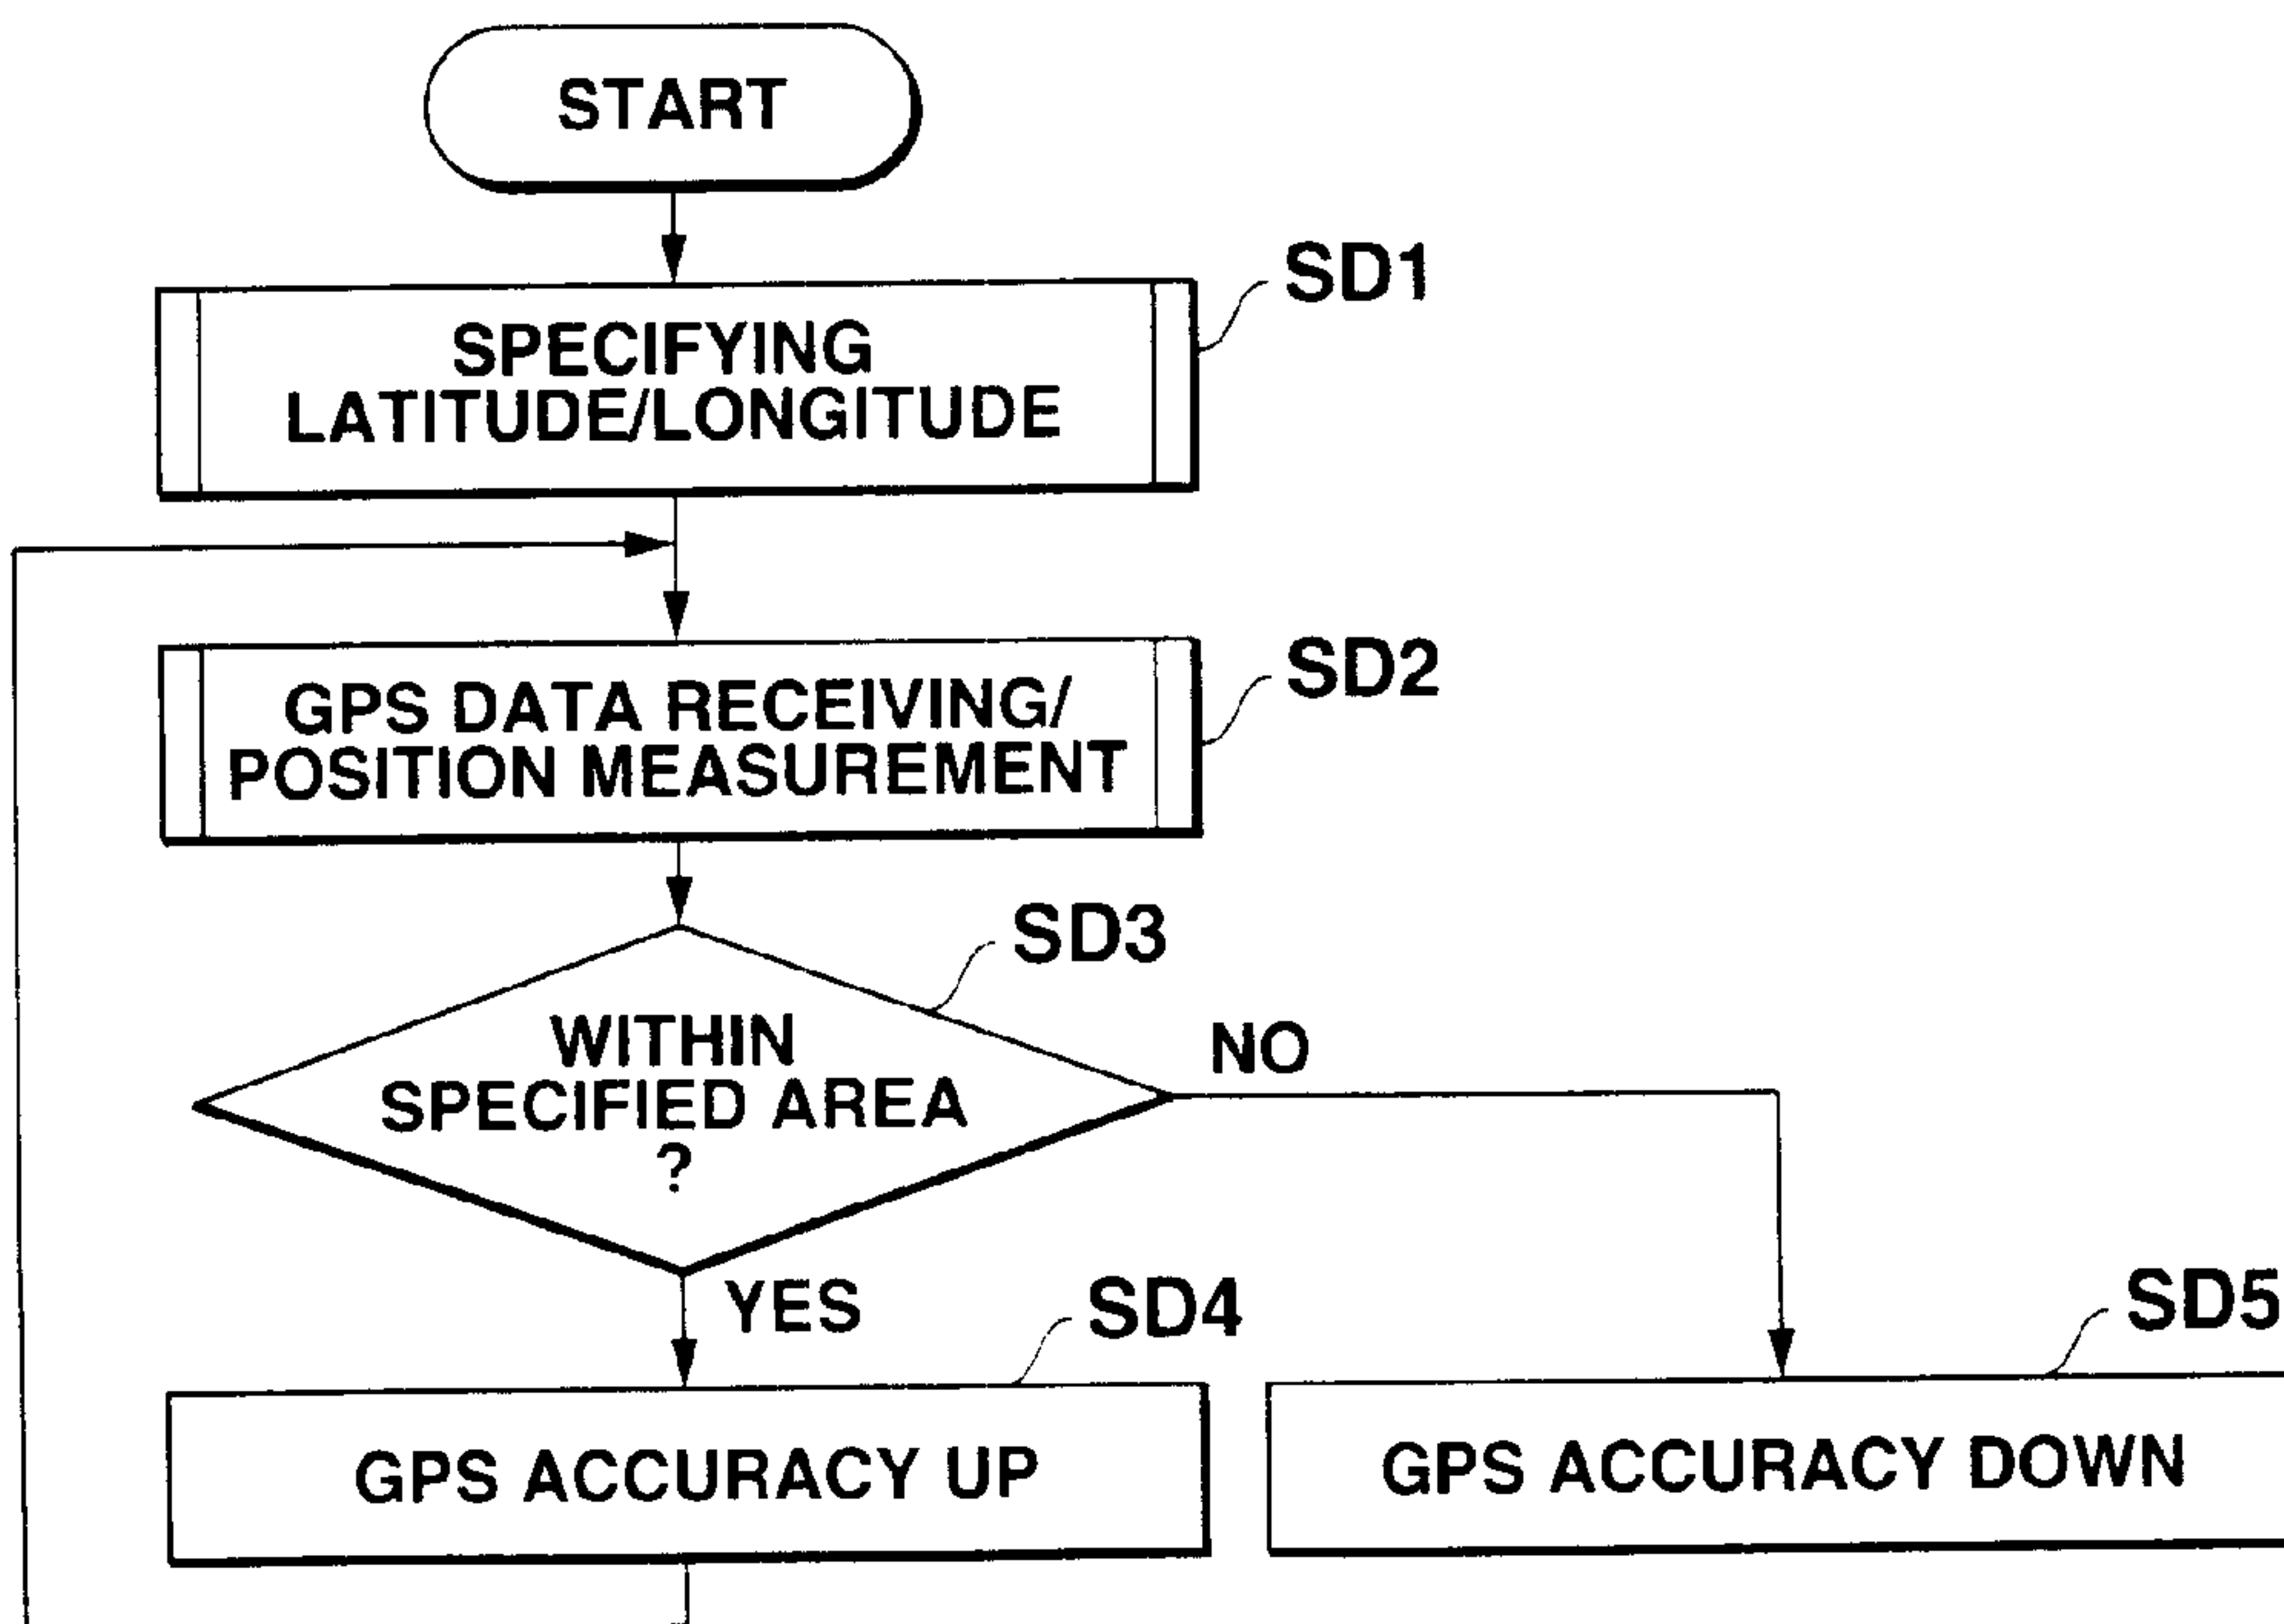 START
SD1
SPECIFYING
LATITUDE/LONGITUDE
SD2
GPS DATA RECEIVING/
POSITION MEASUREMENT
SD3
WITHIN
SPECIFIED AREA
?
NO
YES
SD4
GPS ACCURACY UP
SD5
GPS ACCURACY DOWN